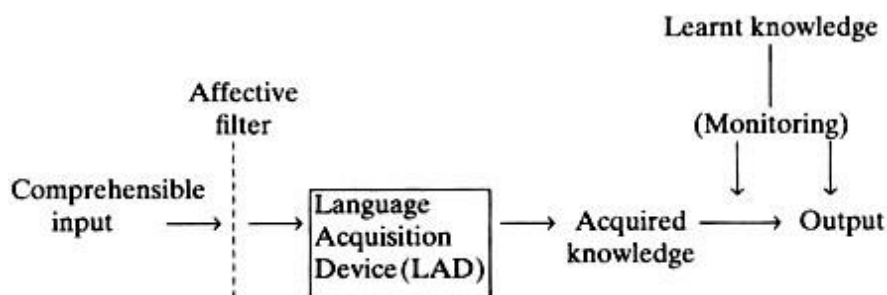 Learnt knowledge
Affective
filter
(Monitoring)
Comprehensible
input
Language
Acquisition
Device (LAD)
Acquired
knowledge
Output